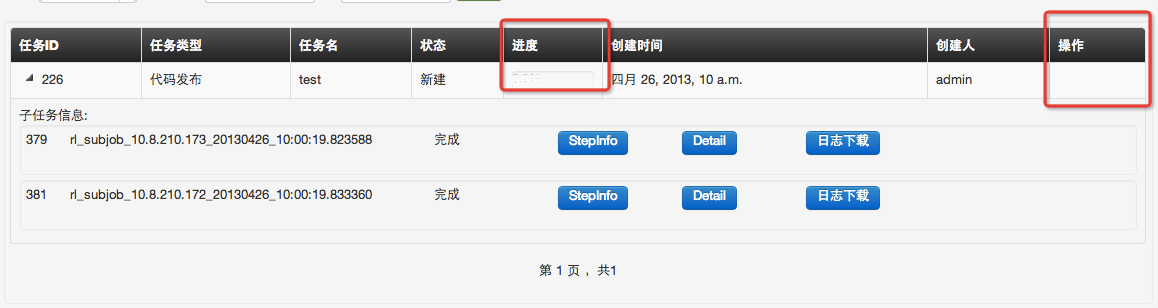 任务ID 任务类型 任务名 状态 进度 创建时间 创建人 操作
226 代码发布 test 新建 四月 26, 2013, 10 a.m. admin
子任务信息:
379 rl_subjob_10.8.210.173_20130426_10:00:19.823588 完成 StepInfo Detail 日志下载
381 rl_subjob_10.8.210.172_20130426_10:00:19.833360 完成 StepInfo Detail 日志下载
第 1 页 ，共1